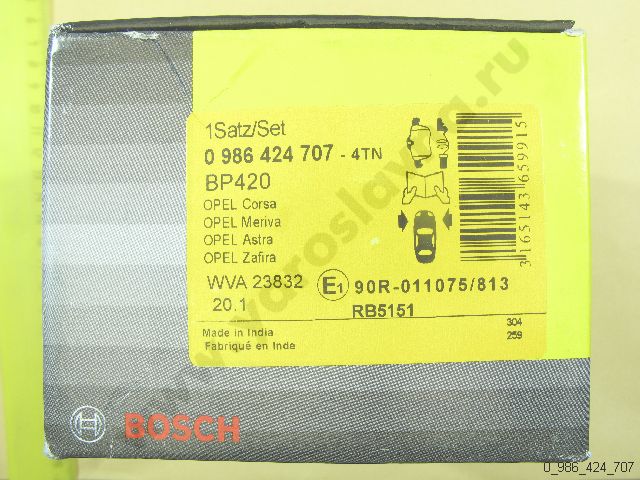 1Satz/Set
0 986 424 707 - 4TN
BP420
OPEL Corsa
OPEL Meriva
OPEL Astra
OPEL Zafira
WVA 23832
20.1
E1 90R-011075/813
RB5151
Made in India
Fabriqué en Inde
304
259
3165143659915
BOSCH
www.yaroslavna.ru
0_986_424_707